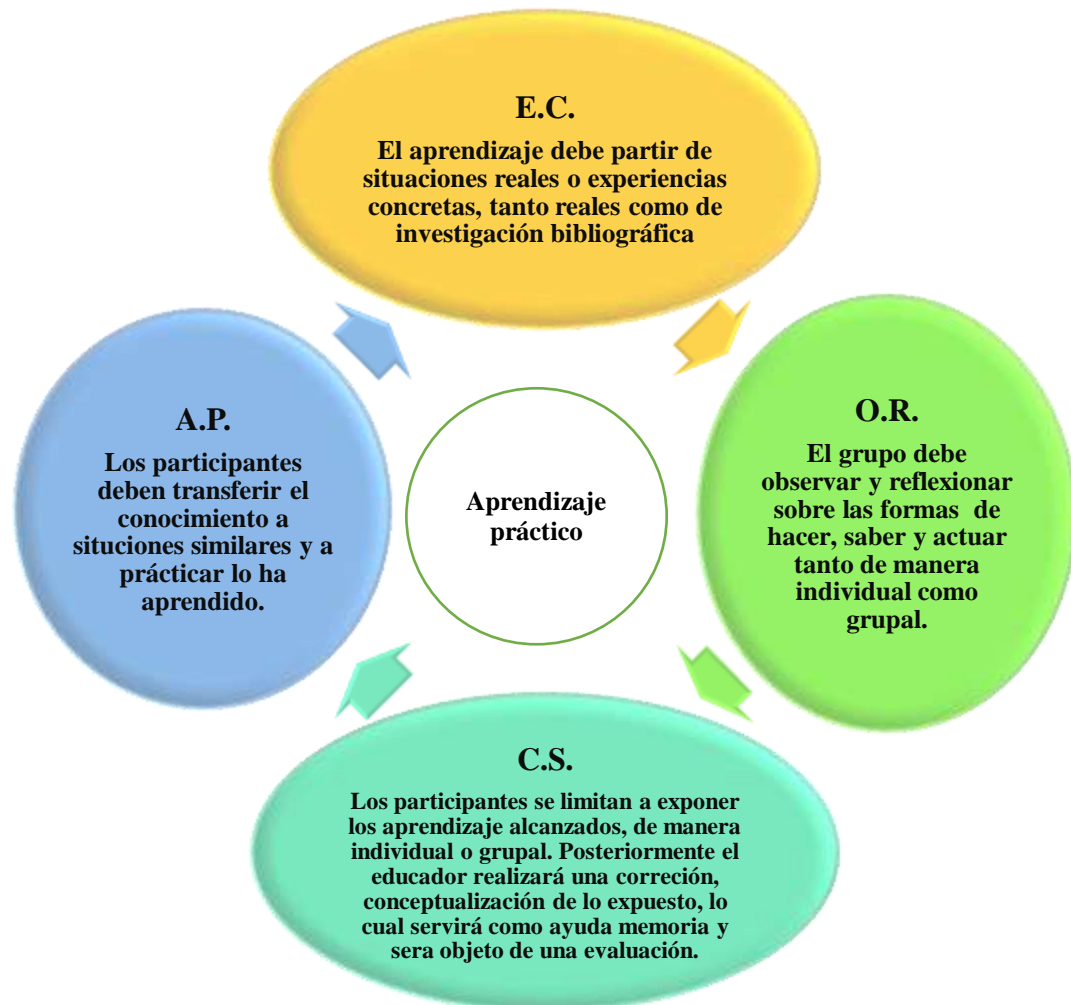 E.C.
El aprendizaje debe partir de
situaciones reales o experiencias
concretas, tanto reales como de
investigación bibliográfica
O.R.
El grupo debe
observar y reflexionar
sobre las formas de
hacer, saber y actuar
tanto de manera
individual como
grupal.
C.S.
Los participantes se limitan a exponer
los aprendizaje alcanzados, de manera
individual o grupal. Posteriormente el
educador realizará una correción,
conceptualización de lo expuesto, lo
cual servirá como ayuda memoria y
sera objeto de una evaluación.
A.P.
Los participantes
deben transferir el
conocimiento a
situciones similares y a
prácticar lo ha
aprendido.
Aprendizaje
práctico